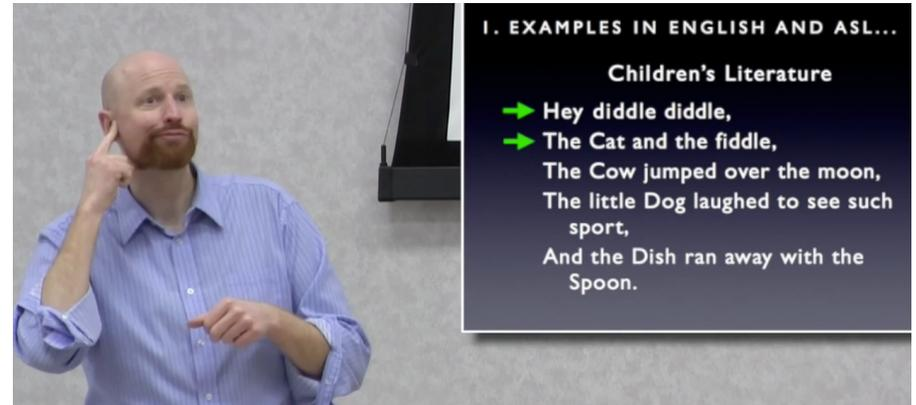 1. EXAMPLES IN ENGLISH AND ASL...
Children's Literature
Hey diddle diddle,
The Cat and the fiddle,
The Cow jumped over the moon,
The little Dog laughed to see such
sport,
And the Dish ran away with the
Spoon.